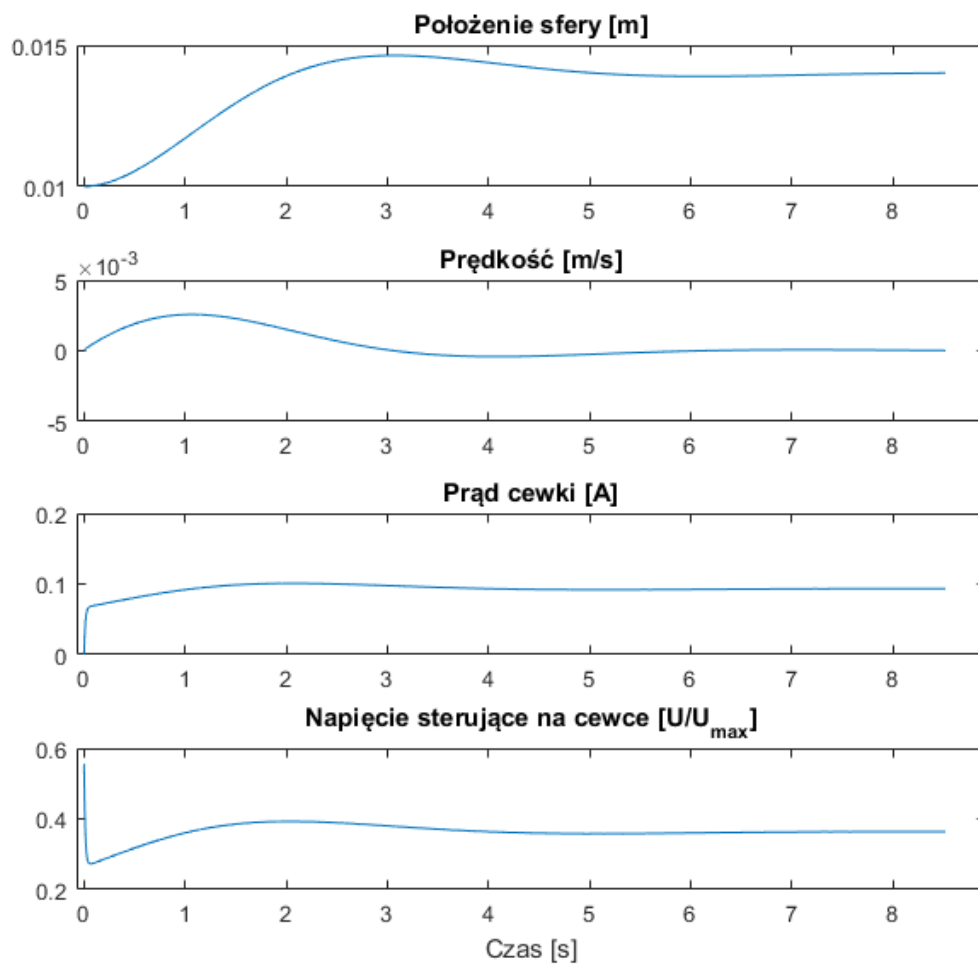 Położenie sfery [m]
0.015
0.01
0 1 2 3 4 5 6 7 8
Prędkość [m/s]
×10^-3
5
0
-5
0 1 2 3 4 5 6 7 8
Prąd cewki [A]
0.2
0.1
0
0 1 2 3 4 5 6 7 8
Napięcie sterujące na cewce [U/U_max]
0.6
0.4
0.2
0 1 2 3 4 5 6 7 8
Czas [s]